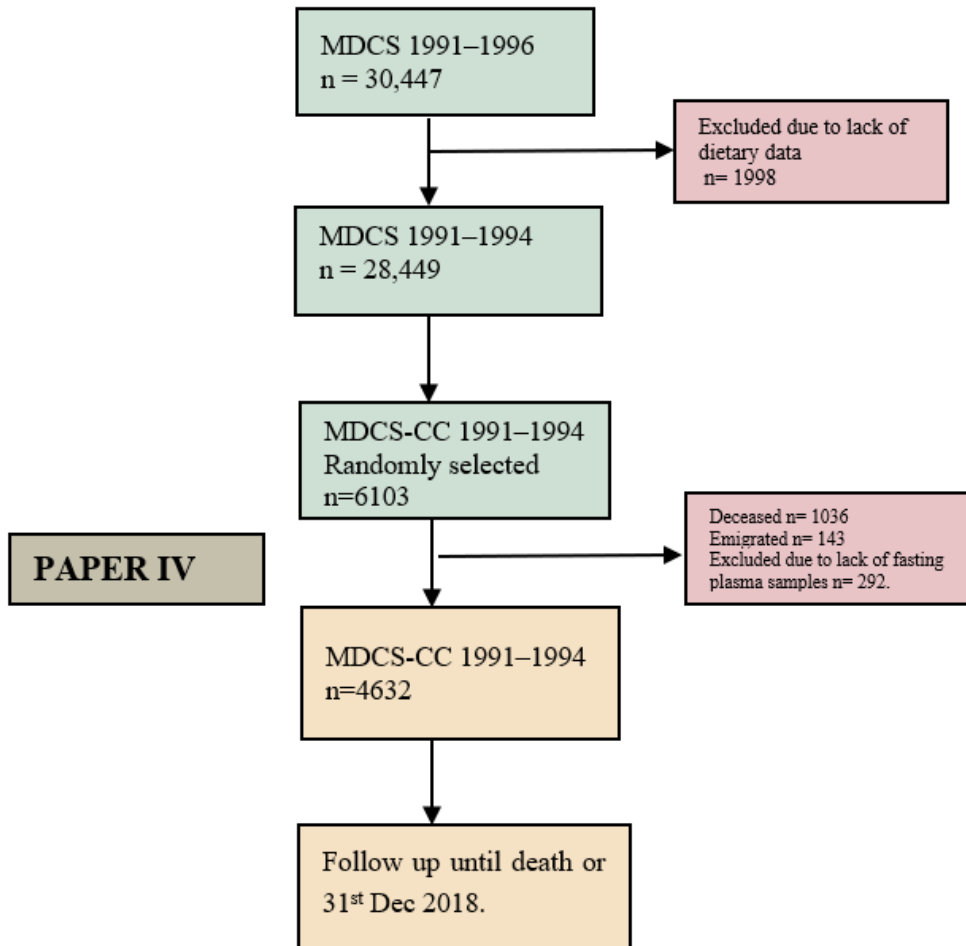 MDCS 1991–1996
n = 30,447
Excluded due to lack of
dietary data
n= 1998
MDCS 1991–1994
n = 28,449
MDCS-CC 1991–1994
Randomly selected
n=6103
Deceased n= 1036
Emigrated n= 143
Excluded due to lack of fasting
plasma samples n= 292.
PAPER IV
MDCS-CC 1991–1994
n=4632
Follow up until death or
31st Dec 2018.